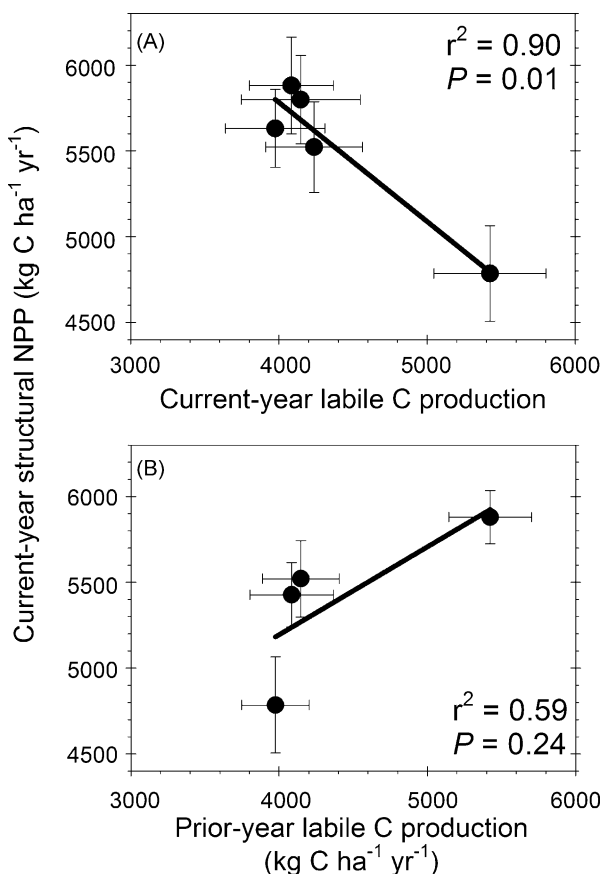 (A)
r² = 0.90
P = 0.01
6000
5500
5000
4500
3000 4000 5000 6000
Current-year labile C production
Current-year structural NPP (kg C ha⁻¹ yr⁻¹)
(B)
6000
5500
5000
4500
r² = 0.59
P = 0.24
3000 4000 5000 6000
Prior-year labile C production
(kg C ha⁻¹ yr⁻¹)